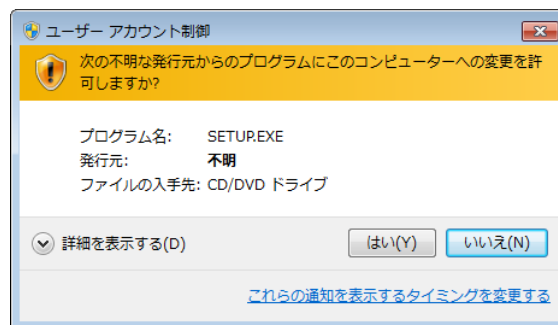 ユーザー アカウント制御
次の不明な発行元からのプログラムにこのコンピューターへの変更を許
可しますか?
プログラム名: SETUP.EXE
発行元: 不明
ファイルの入手先: CD/DVD ドライブ
詳細を表示する(D) はい(Y) いいえ(N)
これらの通知を表示するタイミングを変更する